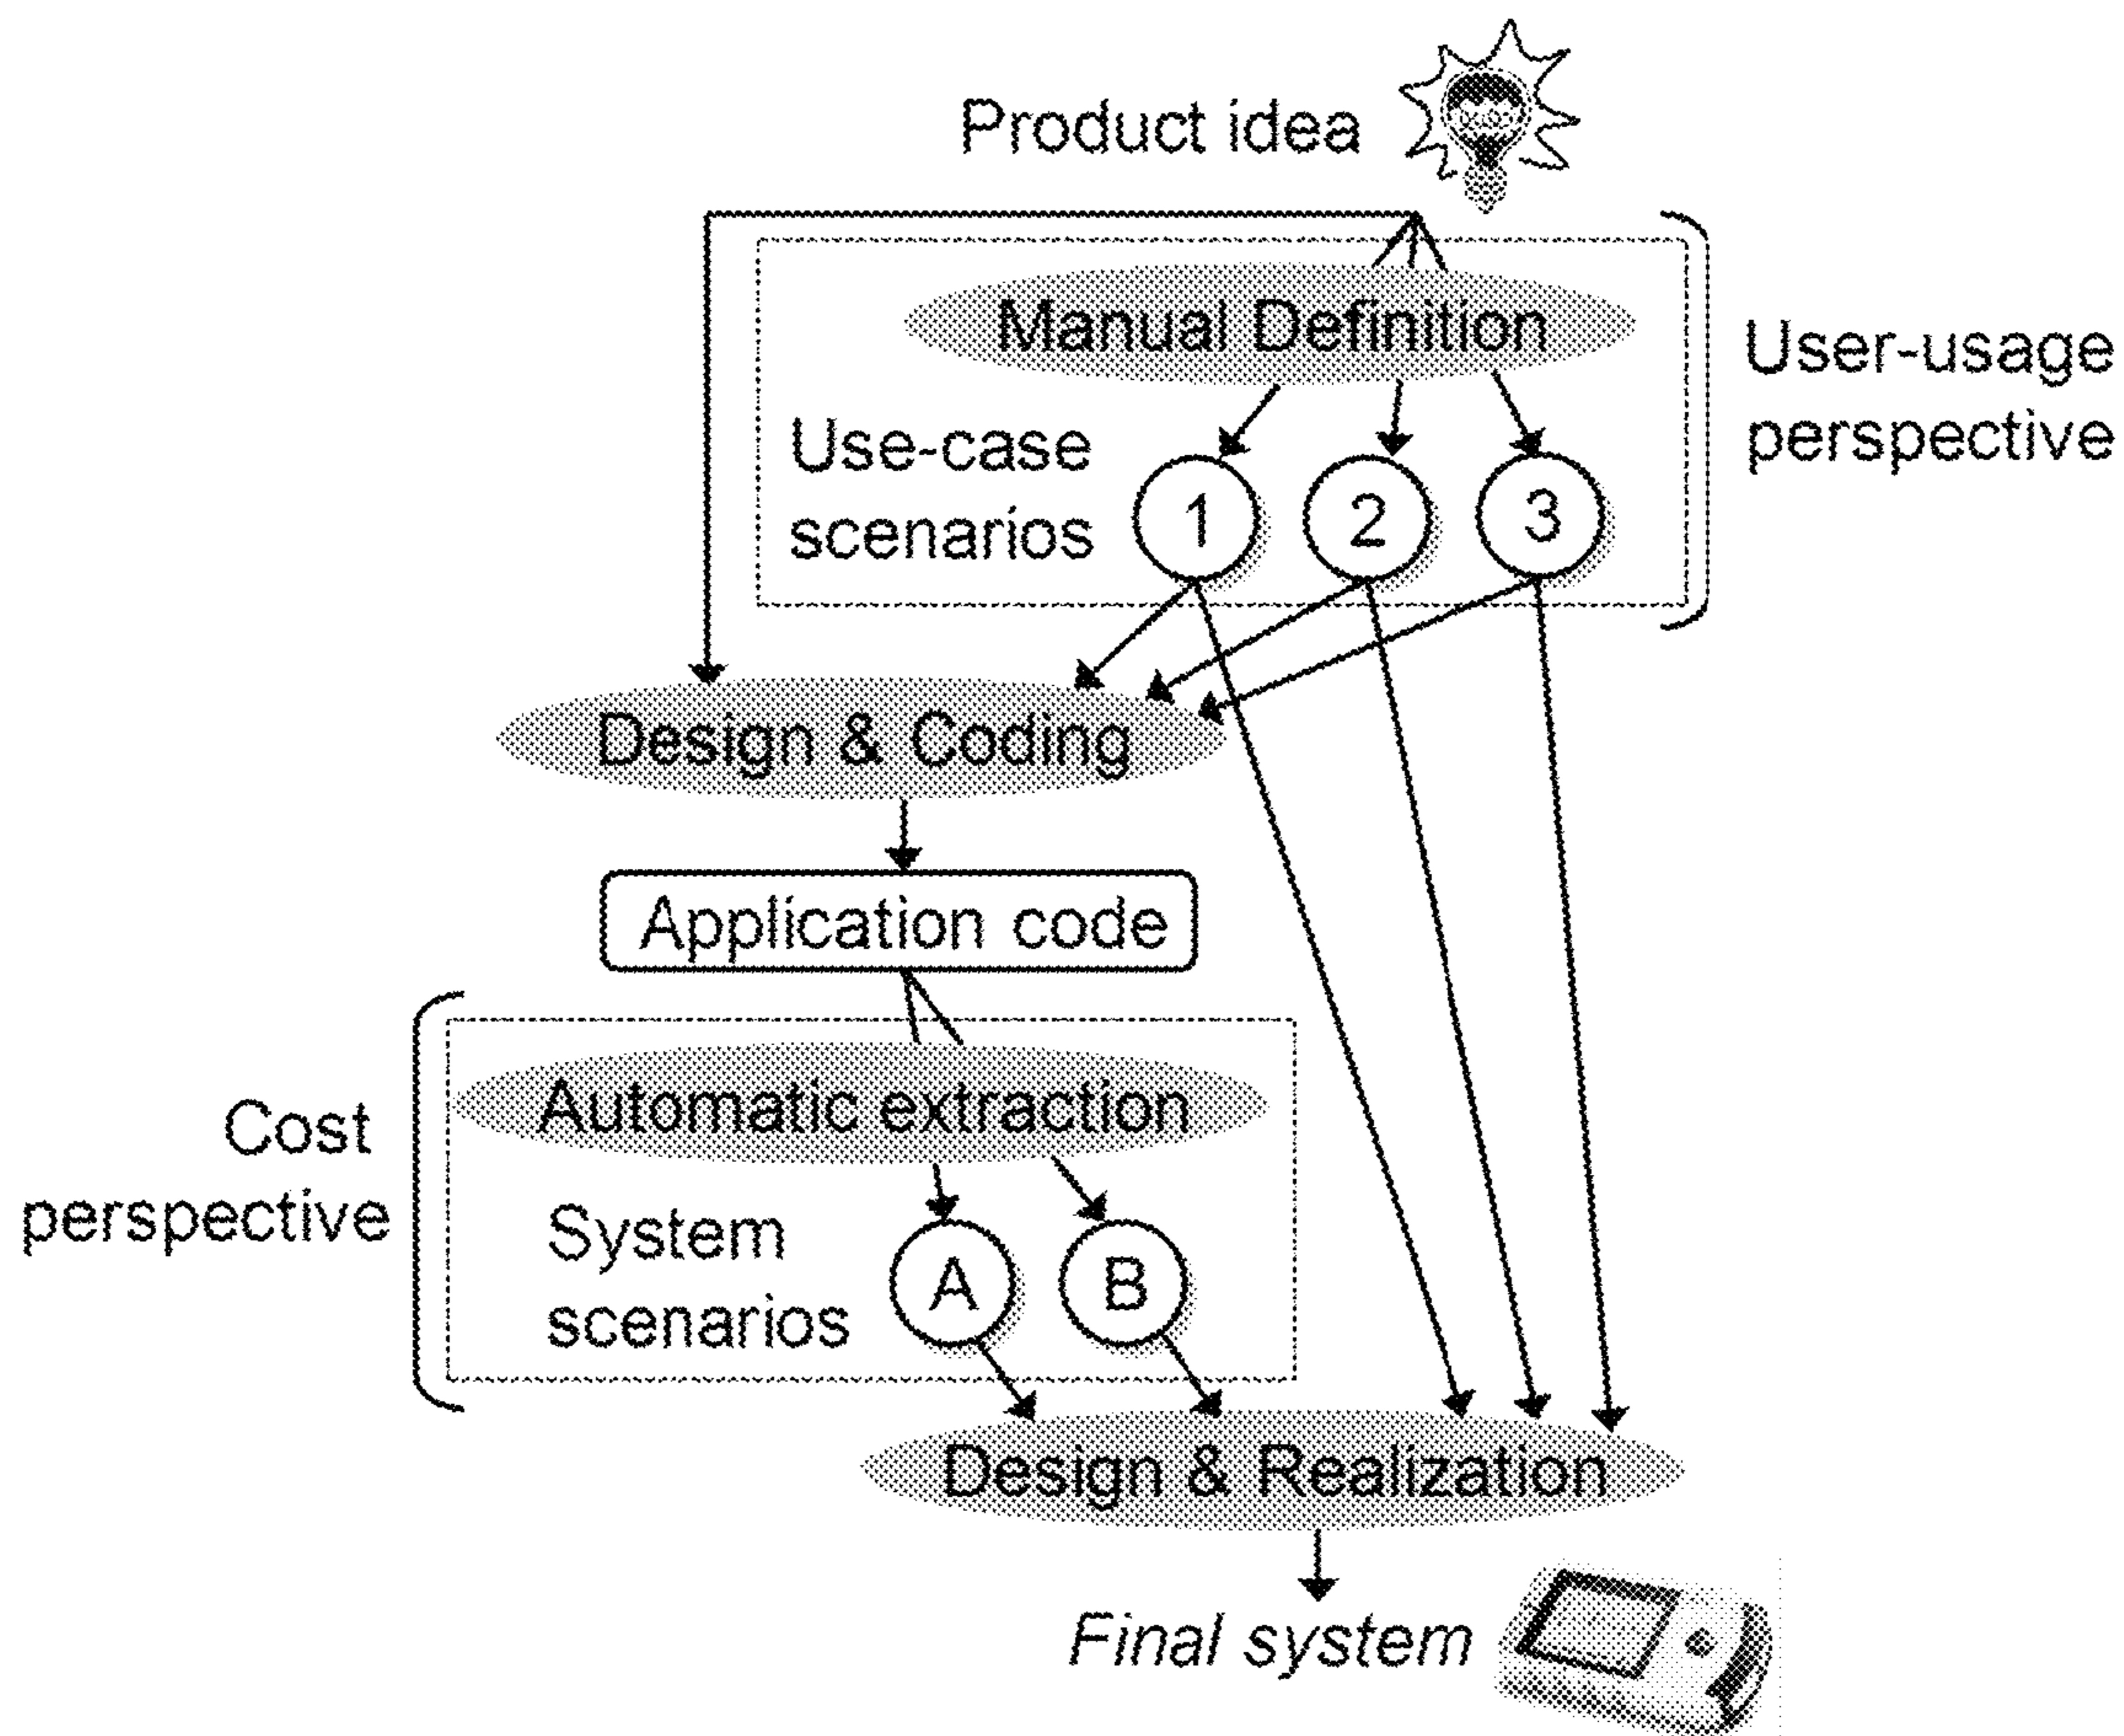 Product idea
Manual Definition
User-usage
perspective
Use-case
scenarios
1
2
3
Design & Coding
Application code
Cost
perspective
Automatic extraction
System
scenarios
A
B
Design & Realization
Final system